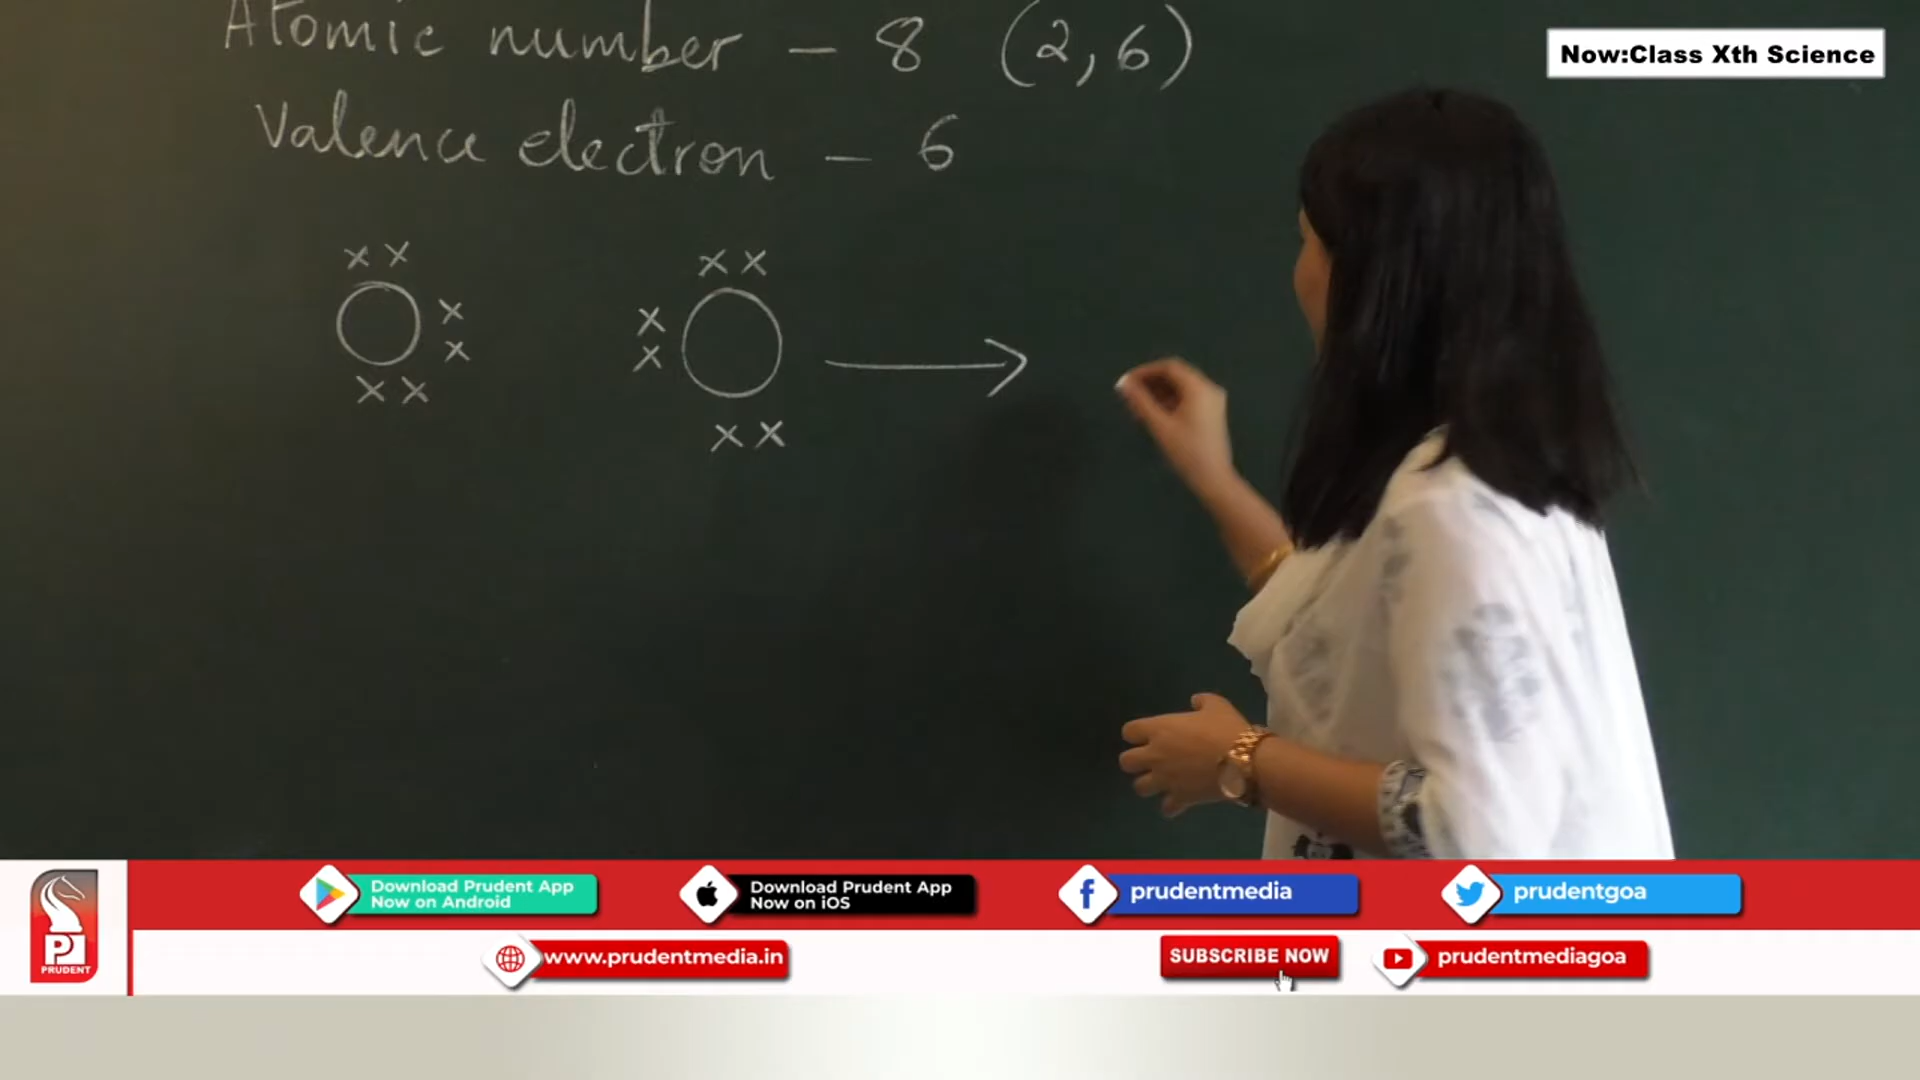 Atomic number - 8 (2,6)
Now:Class Xth Science
Valence electron - 6
x x
x x
x
x
x
x
x x
x x
Download Prudent App
Now on Android
Download Prudent App
Now on iOS
prudentmedia
prudentgoa
PRUDENT
www.prudentmedia.in
SUBSCRIBE NOW
prudentmediagoa